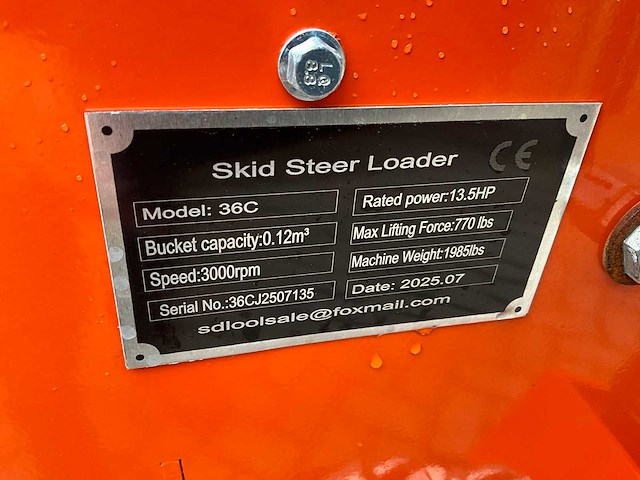 L@
8.8
Skid Steer Loader CE
Model: 36C
Rated power:13.5HP
Bucket capacity:0.12m³
Max Lifting Force:770 lbs
Speed:3000rpm
Machine Weight:1985lbs
Serial No.:36CJ2507135
Date: 2025.07
sdloolsale@foxmail.com